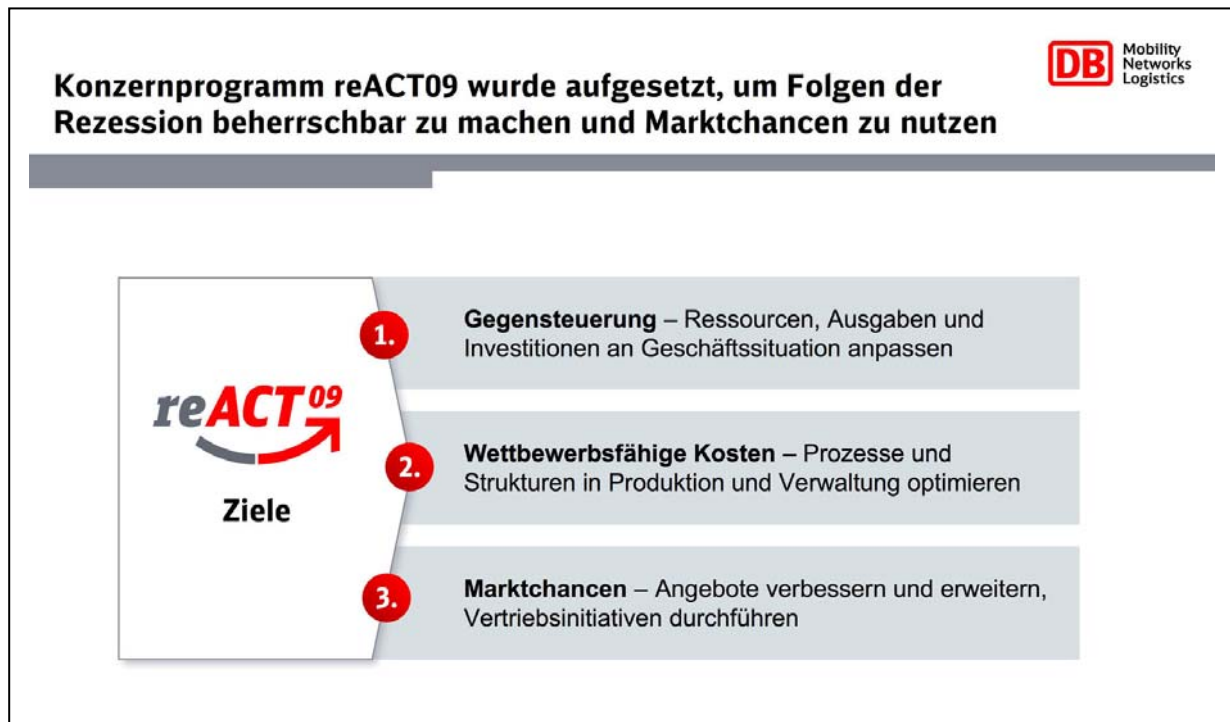 Konzernprogramm reACT09 wurde aufgesetzt, um Folgen der
Rezession beherrschbar zu machen und Marktchancen zu nutzen
DB
Mobility
Networks
Logistics
reACT09
Ziele
1.
Gegensteuerung – Ressourcen, Ausgaben und
Investitionen an Geschäftssituation anpassen
2.
Wettbewerbsfähige Kosten – Prozesse und
Strukturen in Produktion und Verwaltung optimieren
3.
Marktchancen – Angebote verbessern und erweitern,
Vertriebsinitiativen durchführen